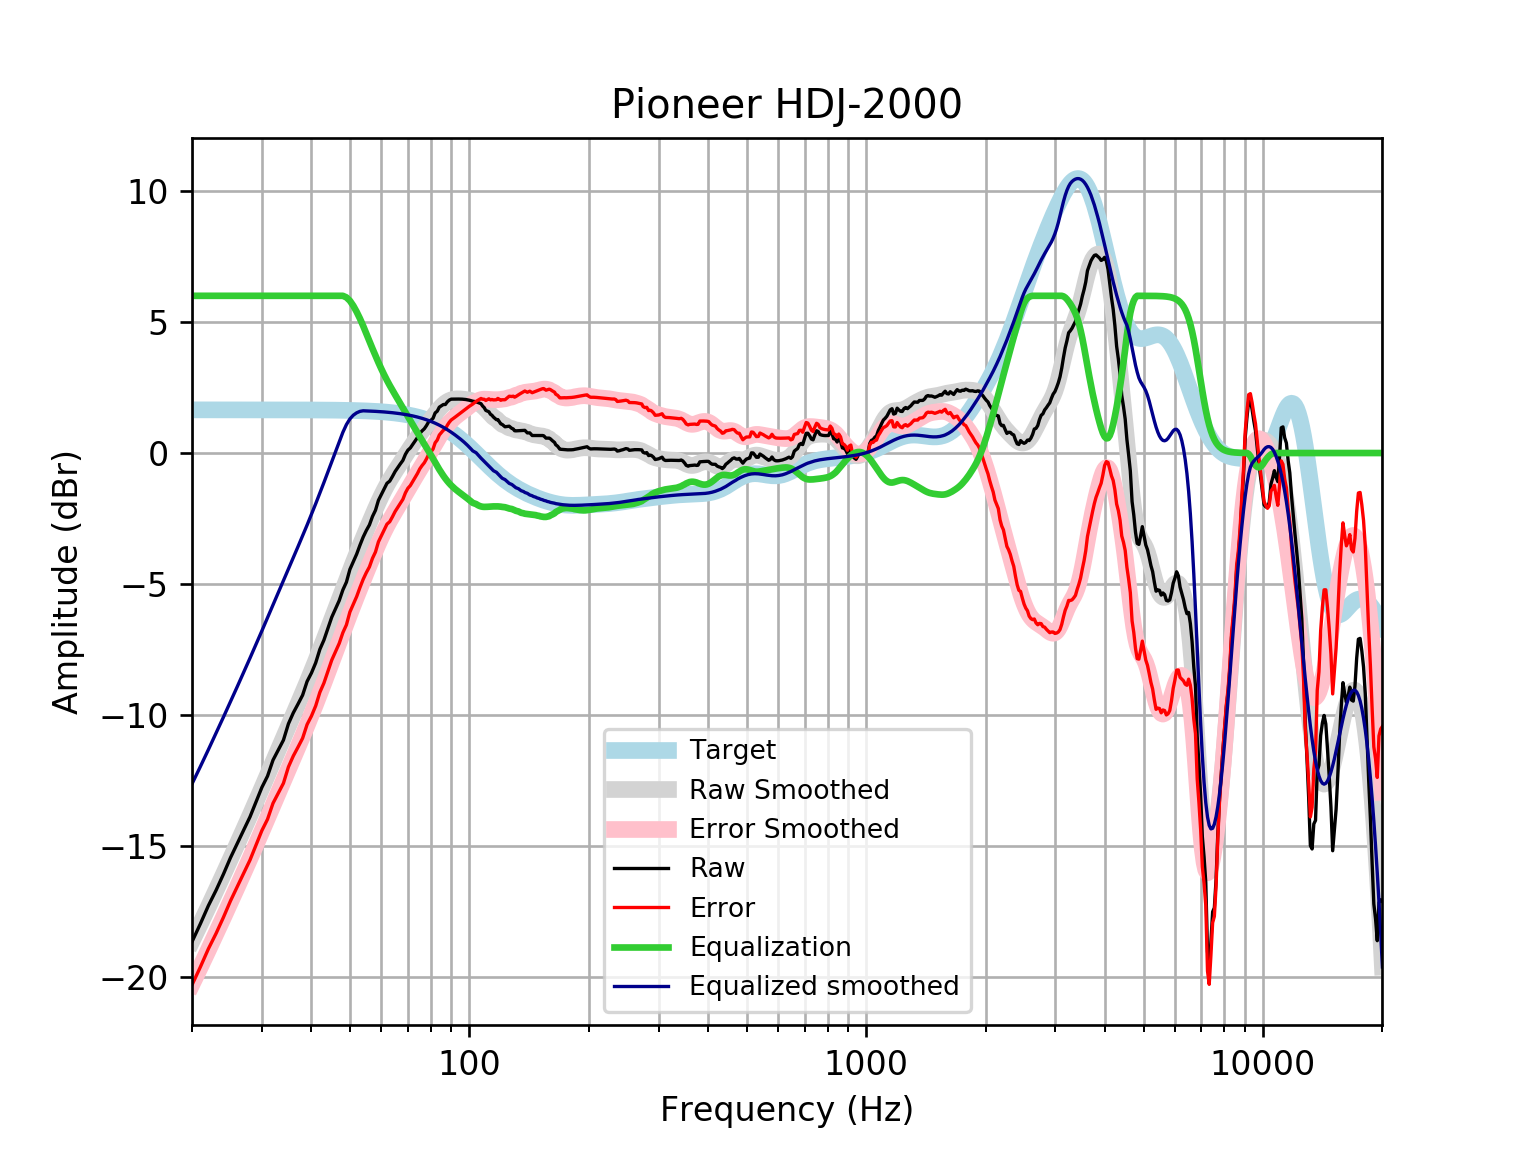 Pioneer HDJ-2000
10
5
0
−5
−10
−15
−20
Amplitude (dBr)
Target
Raw Smoothed
Error Smoothed
Raw
Error
Equalization
Equalized smoothed
100
1000
10000
Frequency (Hz)